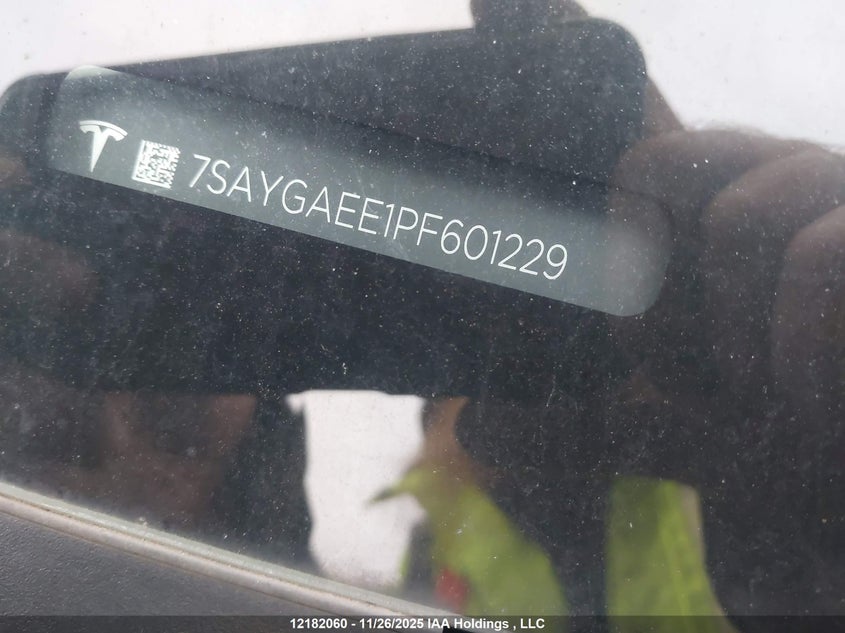 7SAYGAEE1PF601229
12182060 - 11/26/2025 IAA Holdings , LLC